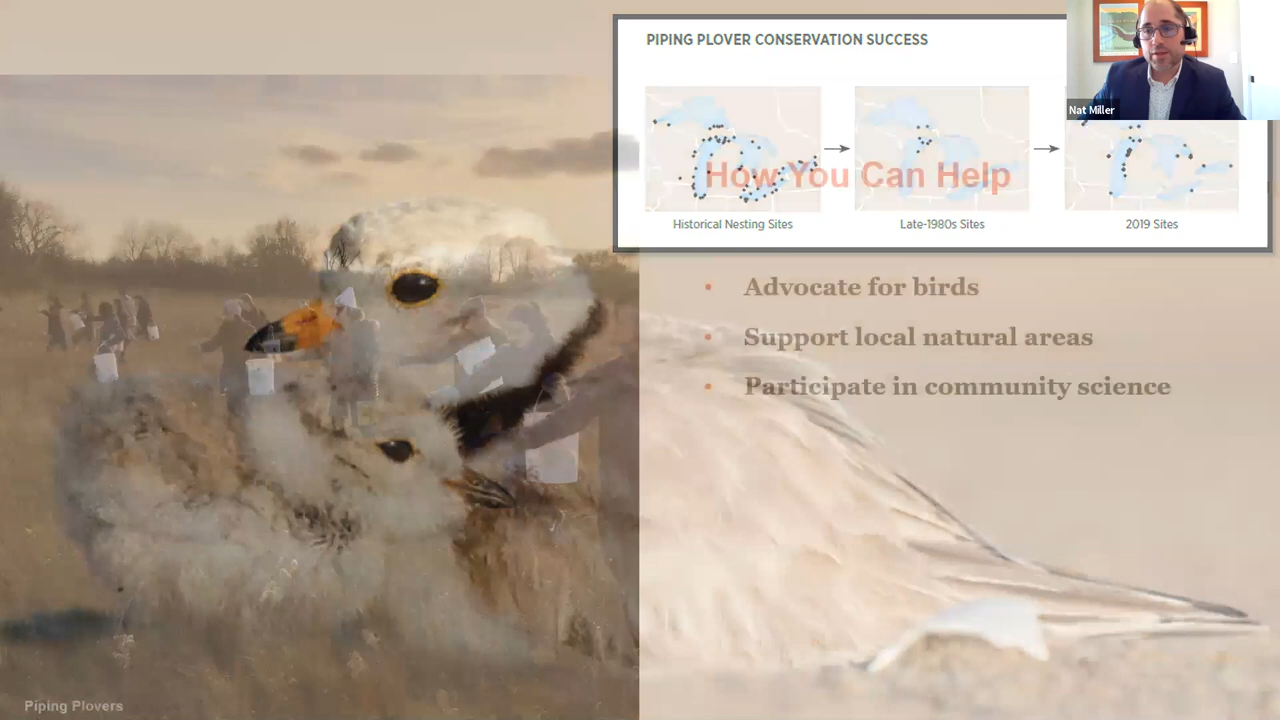 PIPING PLOVER CONSERVATION SUCCESS
Nat Miller
How You Can Help
Historical Nesting Sites
Late-1980s Sites
2019 Sites
• Advocate for birds
• Support local natural areas
• Participate in community science
Piping Plovers